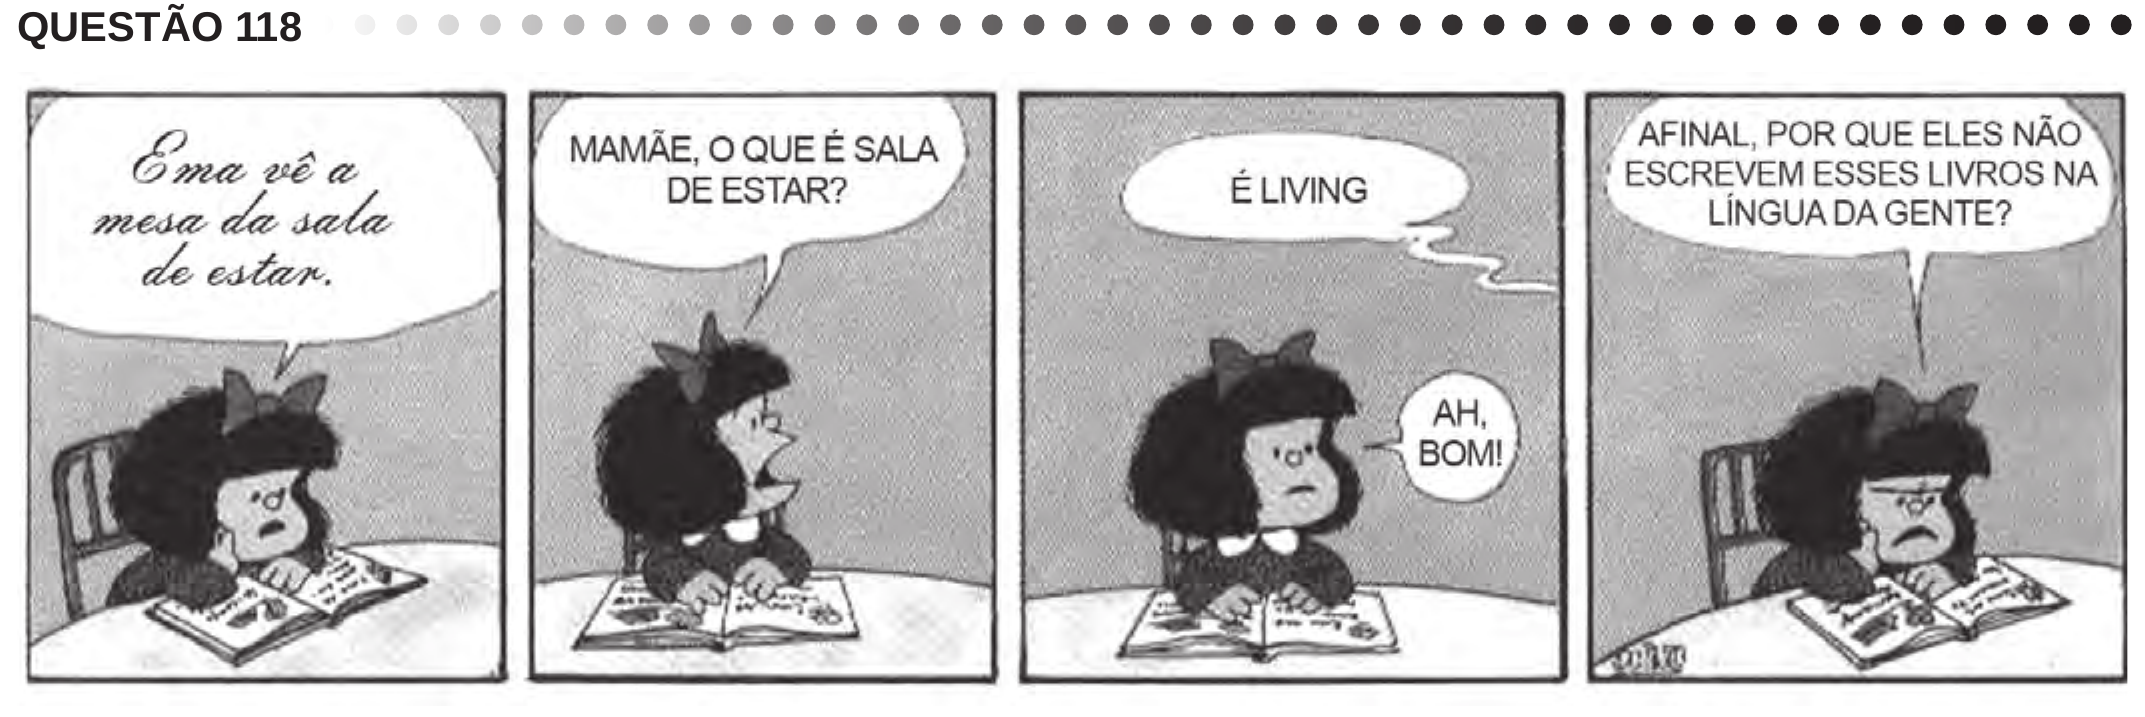 QUESTÃO 118
Ema vê a
mesa da sala
de estar.
MAMÃE, O QUE É SALA
DE ESTAR?
É LIVING
AH,
BOM!
AFINAL, POR QUE ELES NÃO
ESCREVEM ESSES LIVROS NA
LÍNGUA DA GENTE?